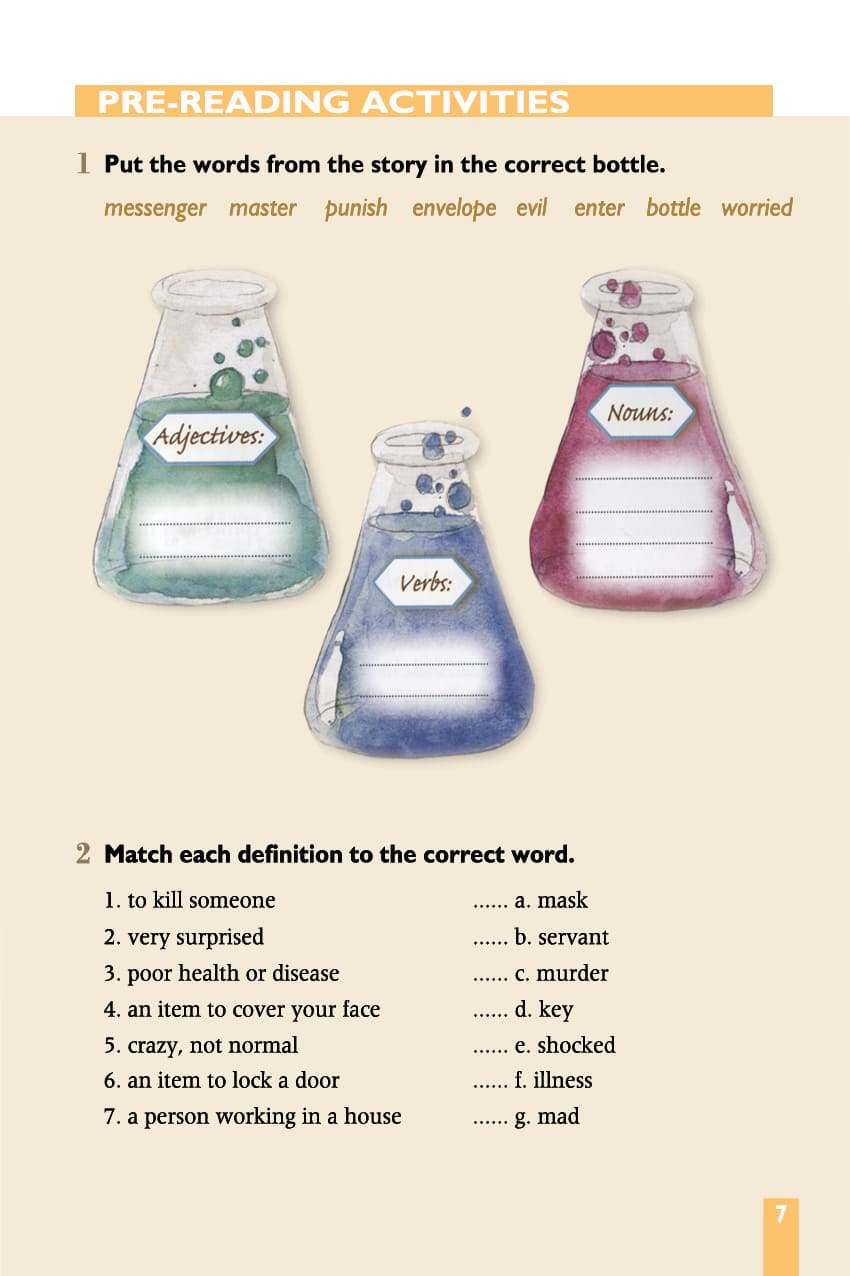 PRE-READING ACTIVITIES
1 Put the words from the story in the correct bottle.
messenger master punish envelope evil enter bottle worried
Adjectives:
Nouns:
Verbs:
2 Match each definition to the correct word.
1. to kill someone ...... a. mask
2. very surprised ...... b. servant
3. poor health or disease ...... c. murder
4. an item to cover your face ...... d. key
5. crazy, not normal ...... e. shocked
6. an item to lock a door ...... f. illness
7. a person working in a house ...... g. mad
7